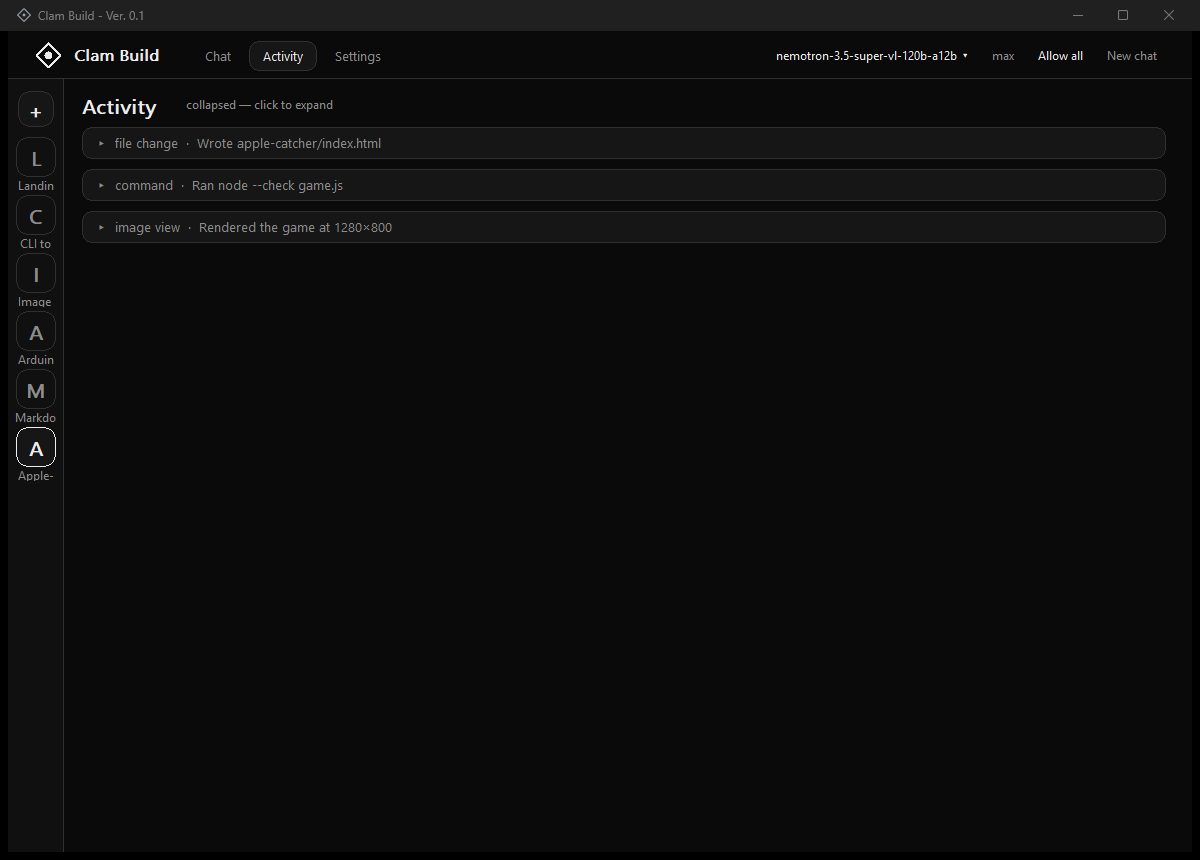 Clam Build - Ver. 0.1
Clam Build
Chat
Activity
Settings
nemotron-3.5-super-vl-120b-a12b
max
Allow all
New chat
+
L
Landin
C
CLI to
I
Image
A
Arduin
M
Markdo
A
Apple-
Activity
collapsed — click to expand
file change · Wrote apple-catcher/index.html
command · Ran node --check game.js
image view · Rendered the game at 1280×800